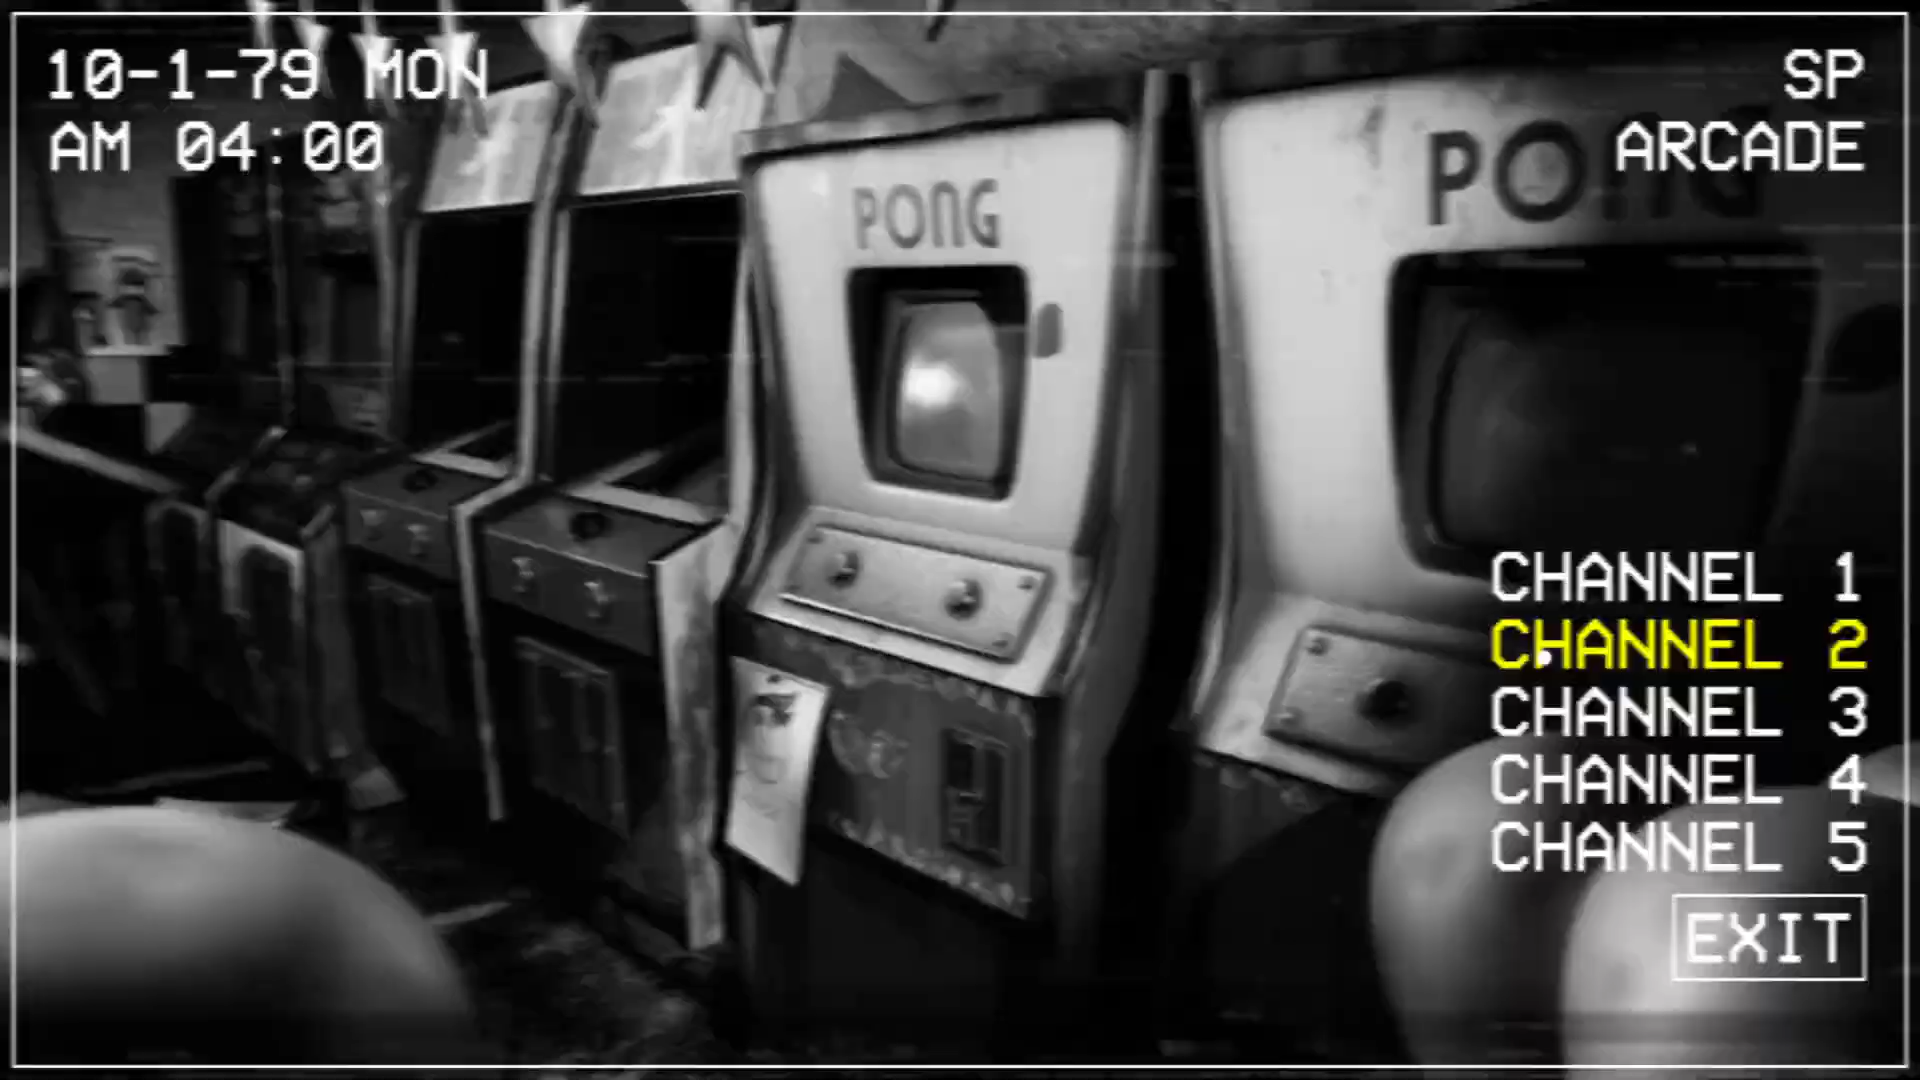 10-1-79 MON
AM 04:00
SP
ARCADE
PONG
PONG
CHANNEL 1
CHANNEL 2
CHANNEL 3
CHANNEL 4
CHANNEL 5
EXIT